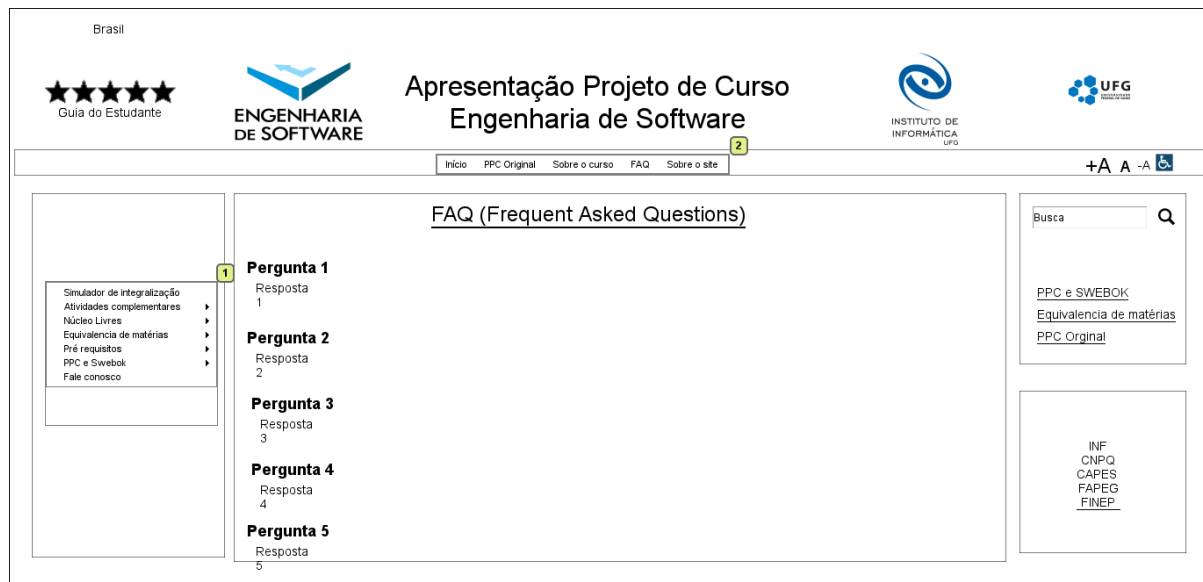 Brasil
Guia do Estudante
ENGENHARIA
DE SOFTWARE
Apresentação Projeto de Curso
Engenharia de Software
INSTITUTO DE
INFORMÁTICA
UFG
UFG
2
Início PPC Original Sobre o curso FAQ Sobre o site
+A A -A
1
Simulador de integralização
Atividades complementares
Núcleo Livres
Equivalencia de matérias
Pré requisitos
PPC e Swebok
Fale conosco
FAQ (Frequent Asked Questions)
Pergunta 1
Resposta
1
Pergunta 2
Resposta
2
Pergunta 3
Resposta
3
Pergunta 4
Resposta
4
Pergunta 5
Resposta
5
Busca
PPC e SWEBOK
Equivalencia de matérias
PPC Orginal
INF
CNPQ
CAPES
FAPEG
FINEP